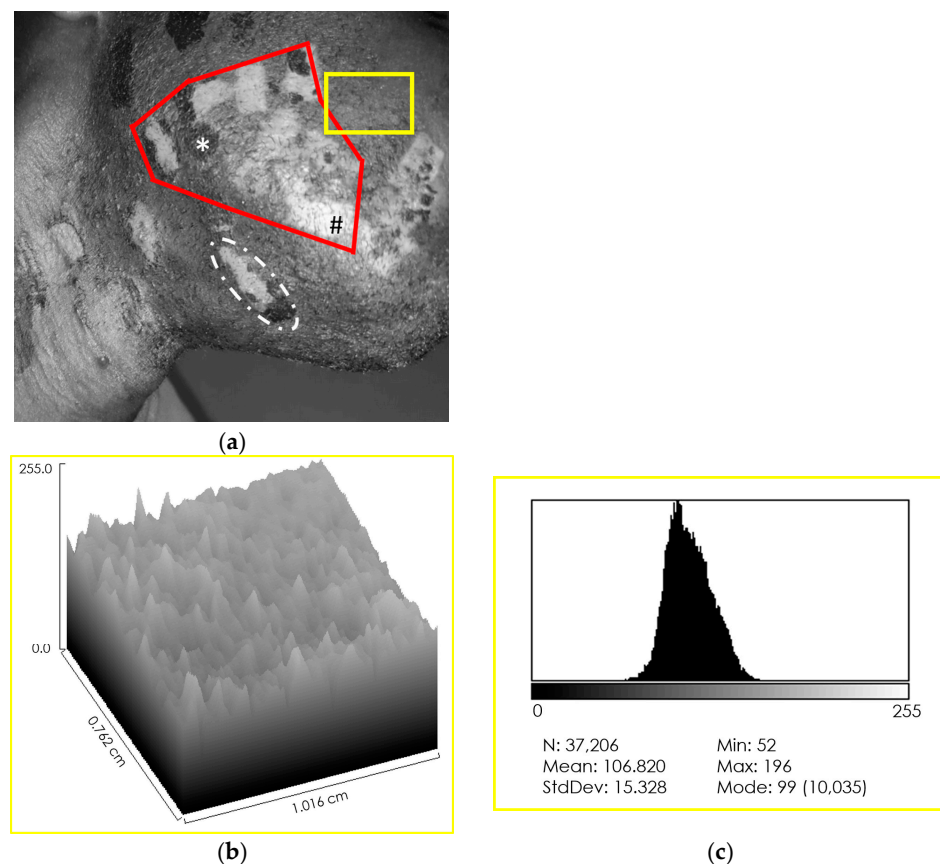 *
#
(a)
255.0
0.0
0.762 cm
1.016 cm
(b)
0
255
N: 37,206
Min: 52
Mean: 106.820
Max: 196
StdDev: 15.328
Mode: 99 (10,035)
(c)